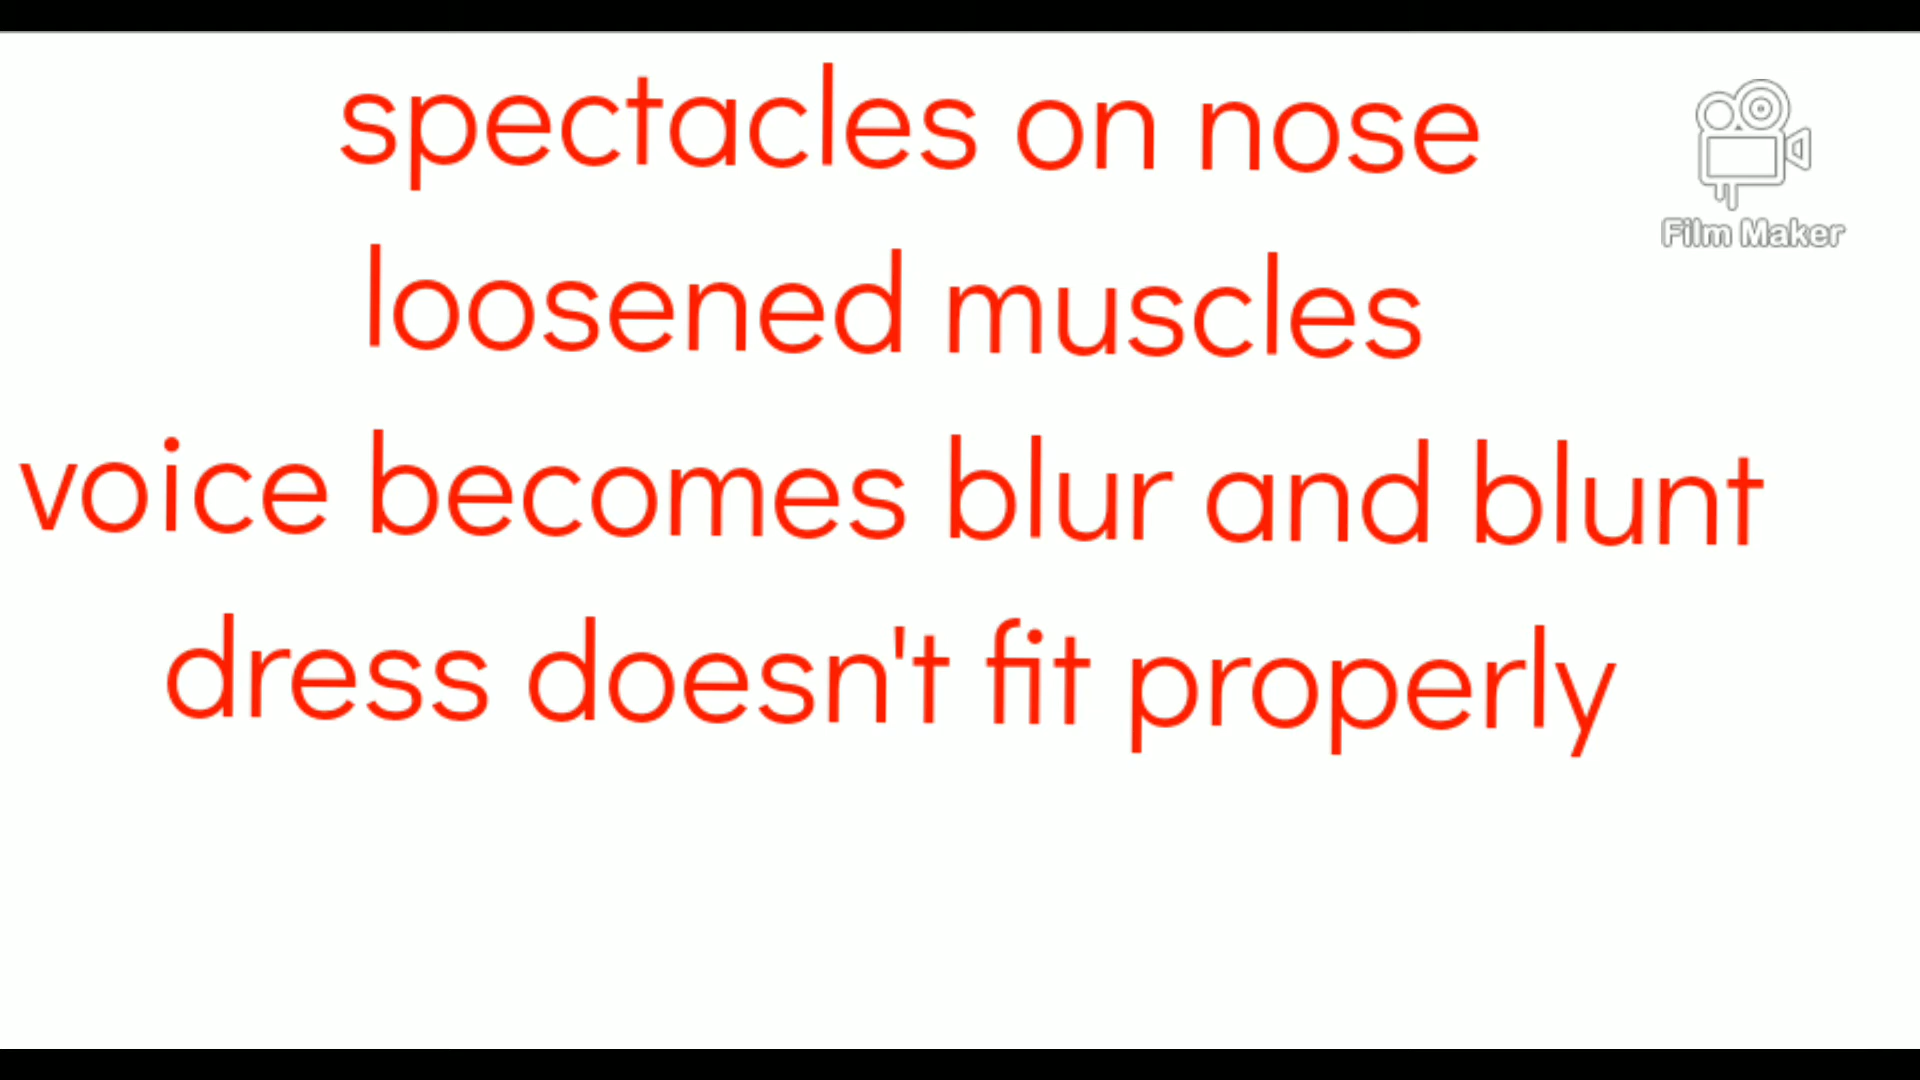 spectacles on nose
Film Maker
loosened muscles
voice becomes blur and blunt
dress doesn't fit properly